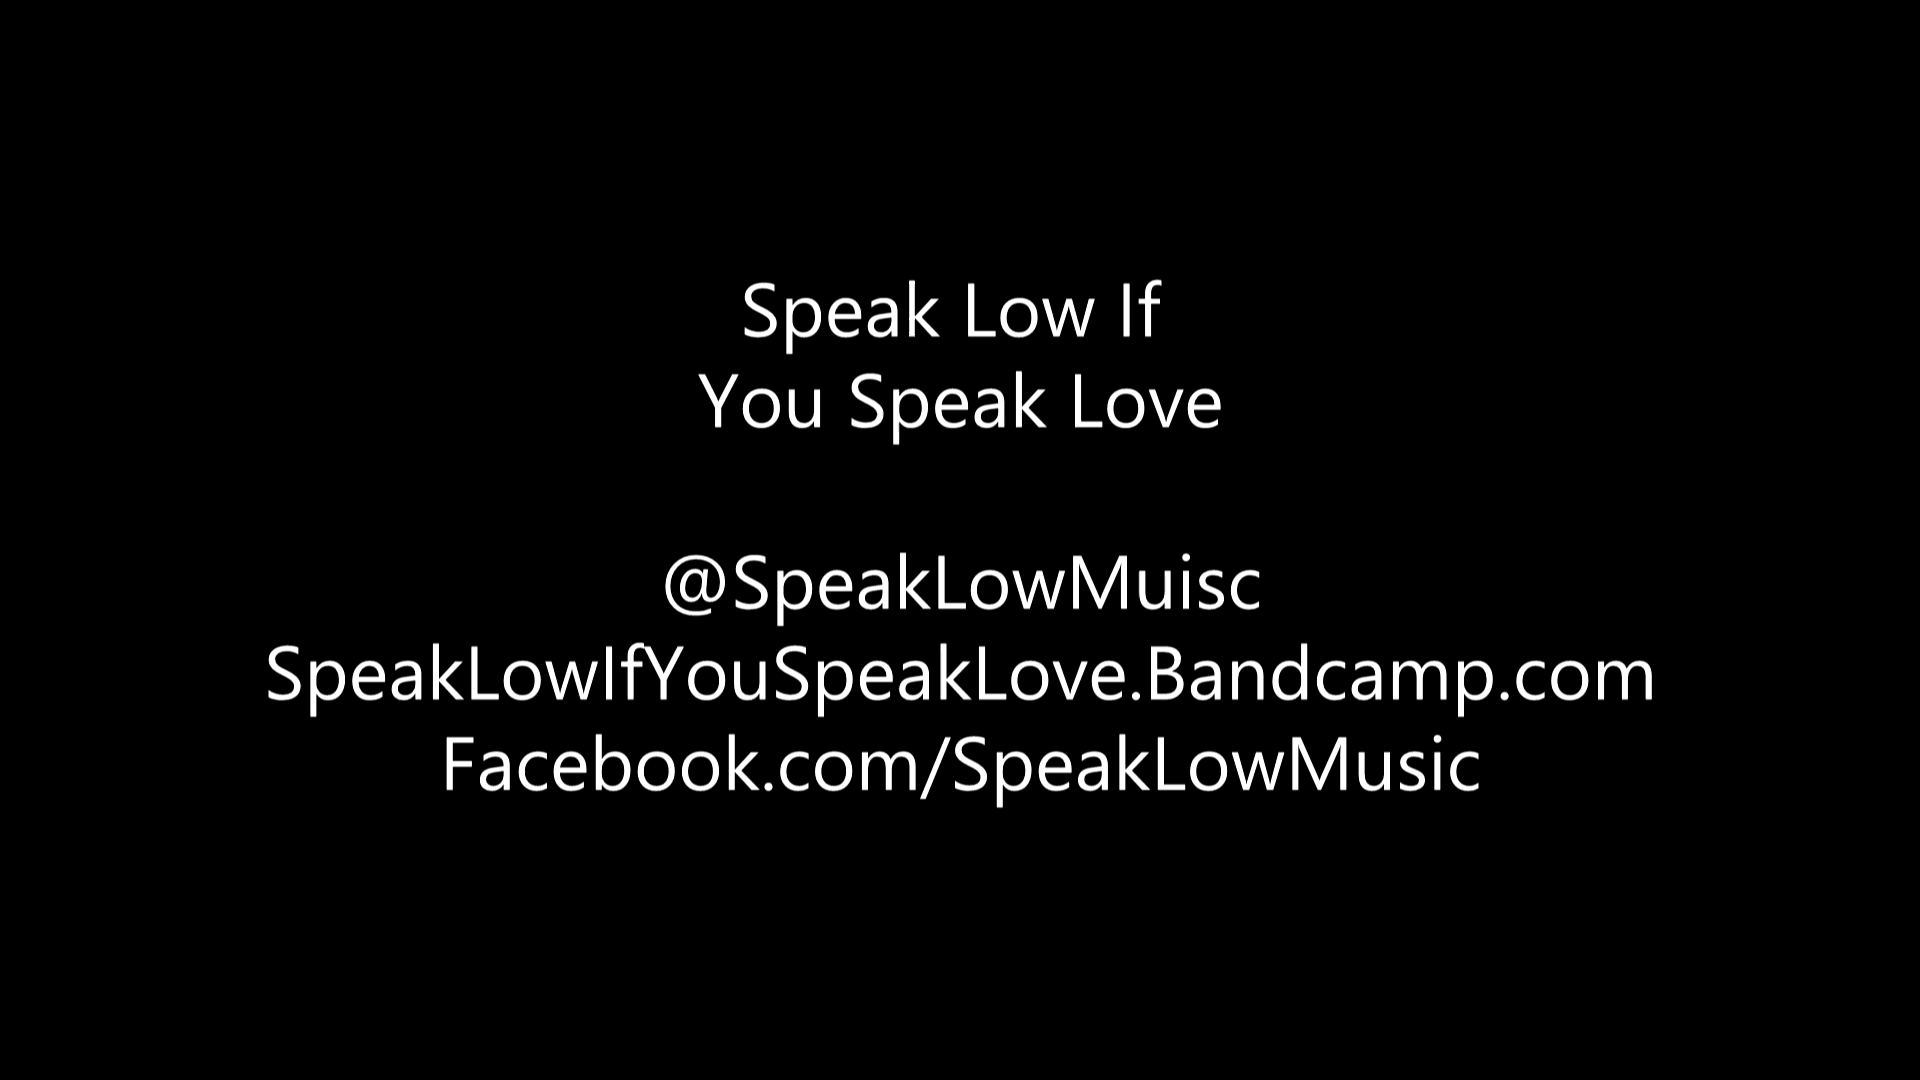 Speak Low If
You Speak Love
@SpeakLowMuisc
SpeakLowIfYouSpeakLove.Bandcamp.com
Facebook.com/SpeakLowMusic